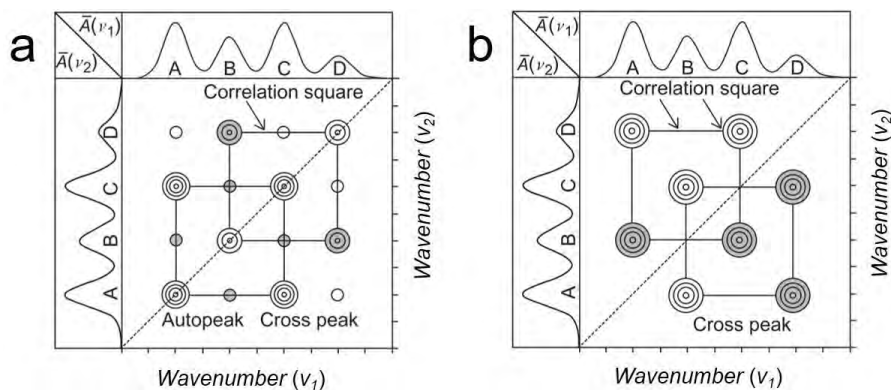 a
Ā(ν₁)
Ā(ν₂)
A B C D
Correlation square
D
C
B
A
Autopeak Cross peak
Wavenumber (ν₂)
Wavenumber (ν₁)
b
Ā(ν₁)
Ā(ν₂)
A B C D
Correlation square
D
C
B
A
Cross peak
Wavenumber (ν₂)
Wavenumber (ν₁)